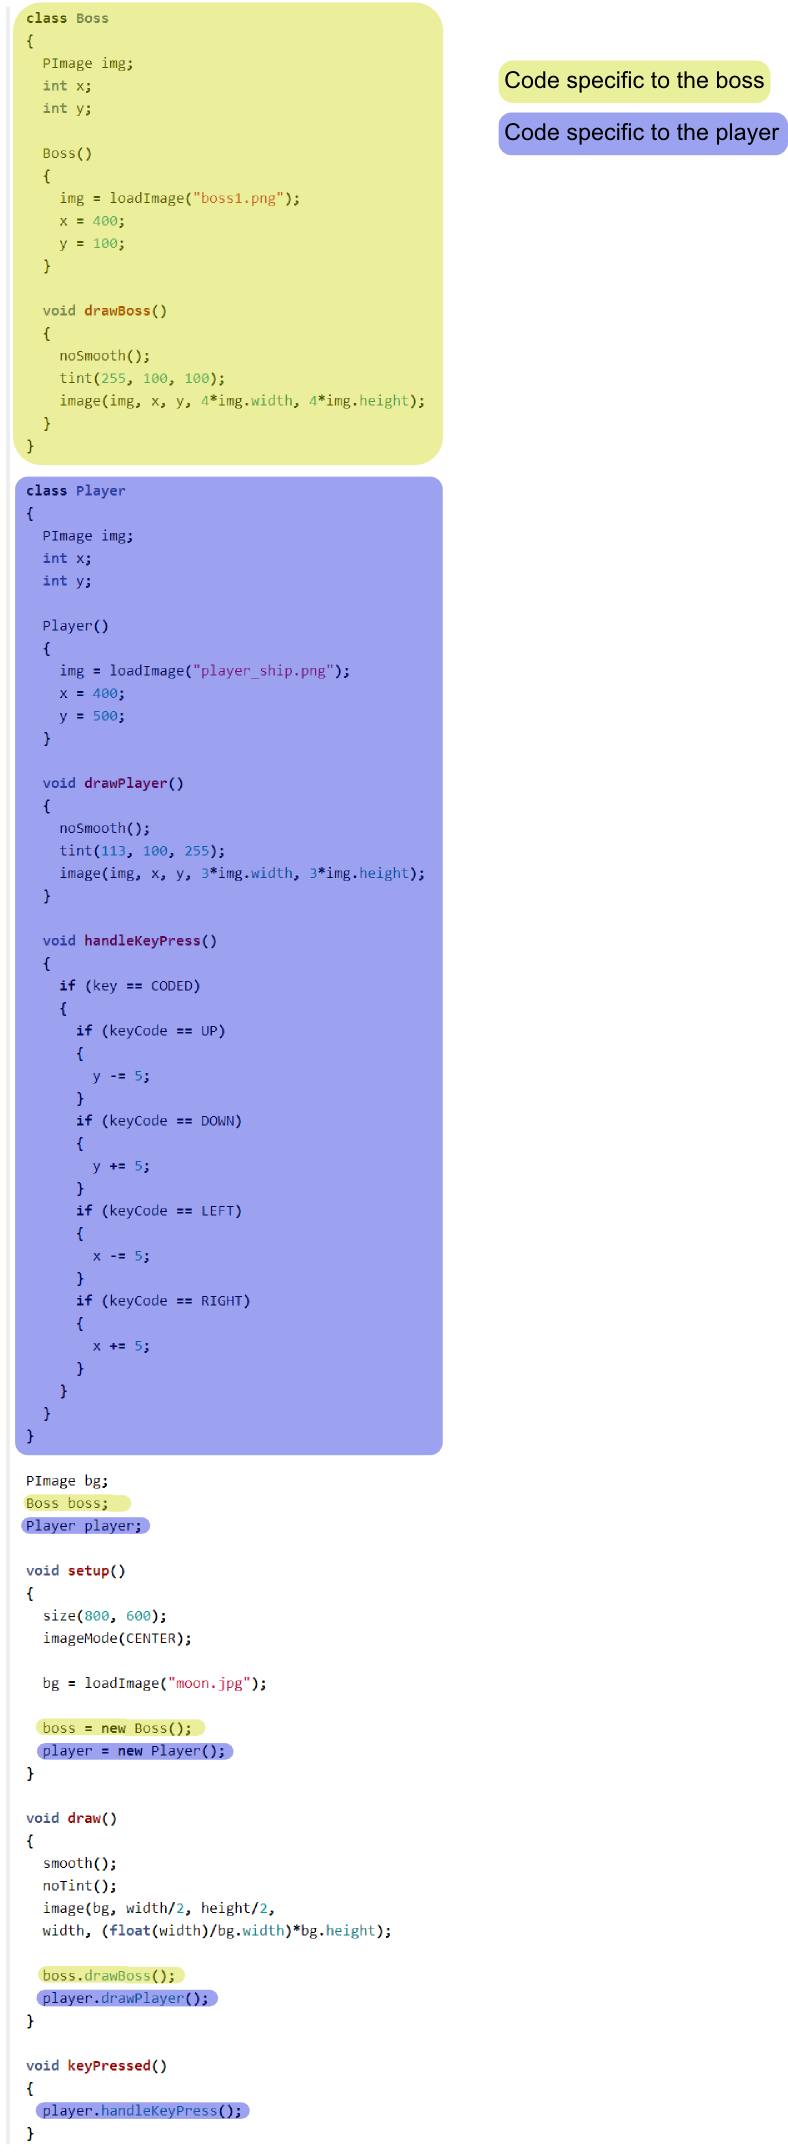 class Boss
{
  PImage img;
  int x;
  int y;

  Boss()
  {
    img = loadImage("boss1.png");
    x = 400;
    y = 100;
  }

  void drawBoss()
  {
    noSmooth();
    tint(255, 100, 100);
    image(img, x, y, 4*img.width, 4*img.height);
  }
}
Code specific to the boss
Code specific to the player
class Player
{
  PImage img;
  int x;
  int y;

  Player()
  {
    img = loadImage("player_ship.png");
    x = 400;
    y = 500;
  }

  void drawPlayer()
  {
    noSmooth();
    tint(113, 100, 255);
    image(img, x, y, 3*img.width, 3*img.height);
  }

  void handleKeyPress()
  {
    if (key == CODED)
    {
      if (keyCode == UP)
      {
        y -= 5;
      }
      if (keyCode == DOWN)
      {
        y += 5;
      }
      if (keyCode == LEFT)
      {
        x -= 5;
      }
      if (keyCode == RIGHT)
      {
        x += 5;
      }
    }
  }
}

PImage bg;
Boss boss;
Player player;

void setup()
{
  size(800, 600);
  imageMode(CENTER);

  bg = loadImage("moon.jpg");

  boss = new Boss();
  player = new Player();
}

void draw()
{
  smooth();
  noTint();
  image(bg, width/2, height/2,
  width, (float(width)/bg.width)*bg.height);

  boss.drawBoss();
  player.drawPlayer();
}

void keyPressed()
{
  player.handleKeyPress();
}